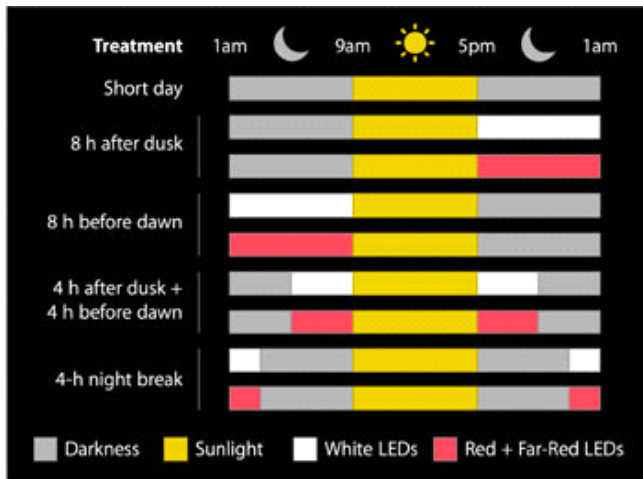 Treatment 1am 9am 5pm 1am
Short day
8 h after dusk
8 h before dawn
4 h after dusk +
4 h before dawn
4-h night break
Darkness Sunlight White LEDs Red + Far-Red LEDs